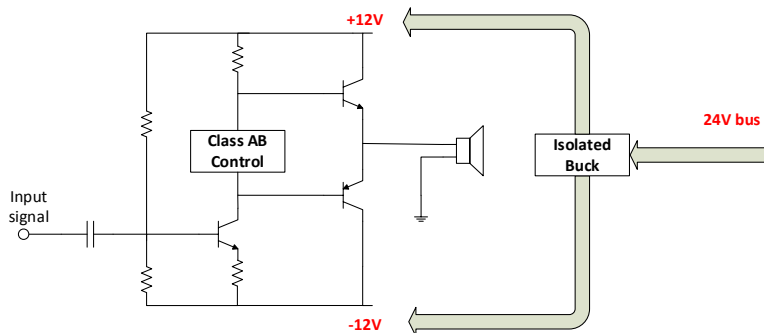 +12V
24V bus
Class AB
Control
Isolated
Buck
Input
signal
-12V